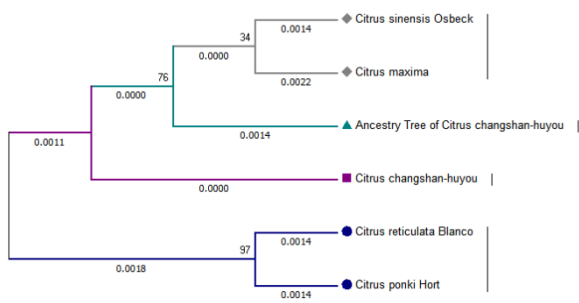 34
0.0014
Citrus sinensis Osbeck
0.0000
76
0.0022
Citrus maxima
0.0000
0.0014
Ancestry Tree of Citrus changshan-huyou
0.0011
0.0000
Citrus changshan-huyou
0.0014
Citrus reticulata Blanco
97
0.0018
0.0014
Citrus ponki Hort